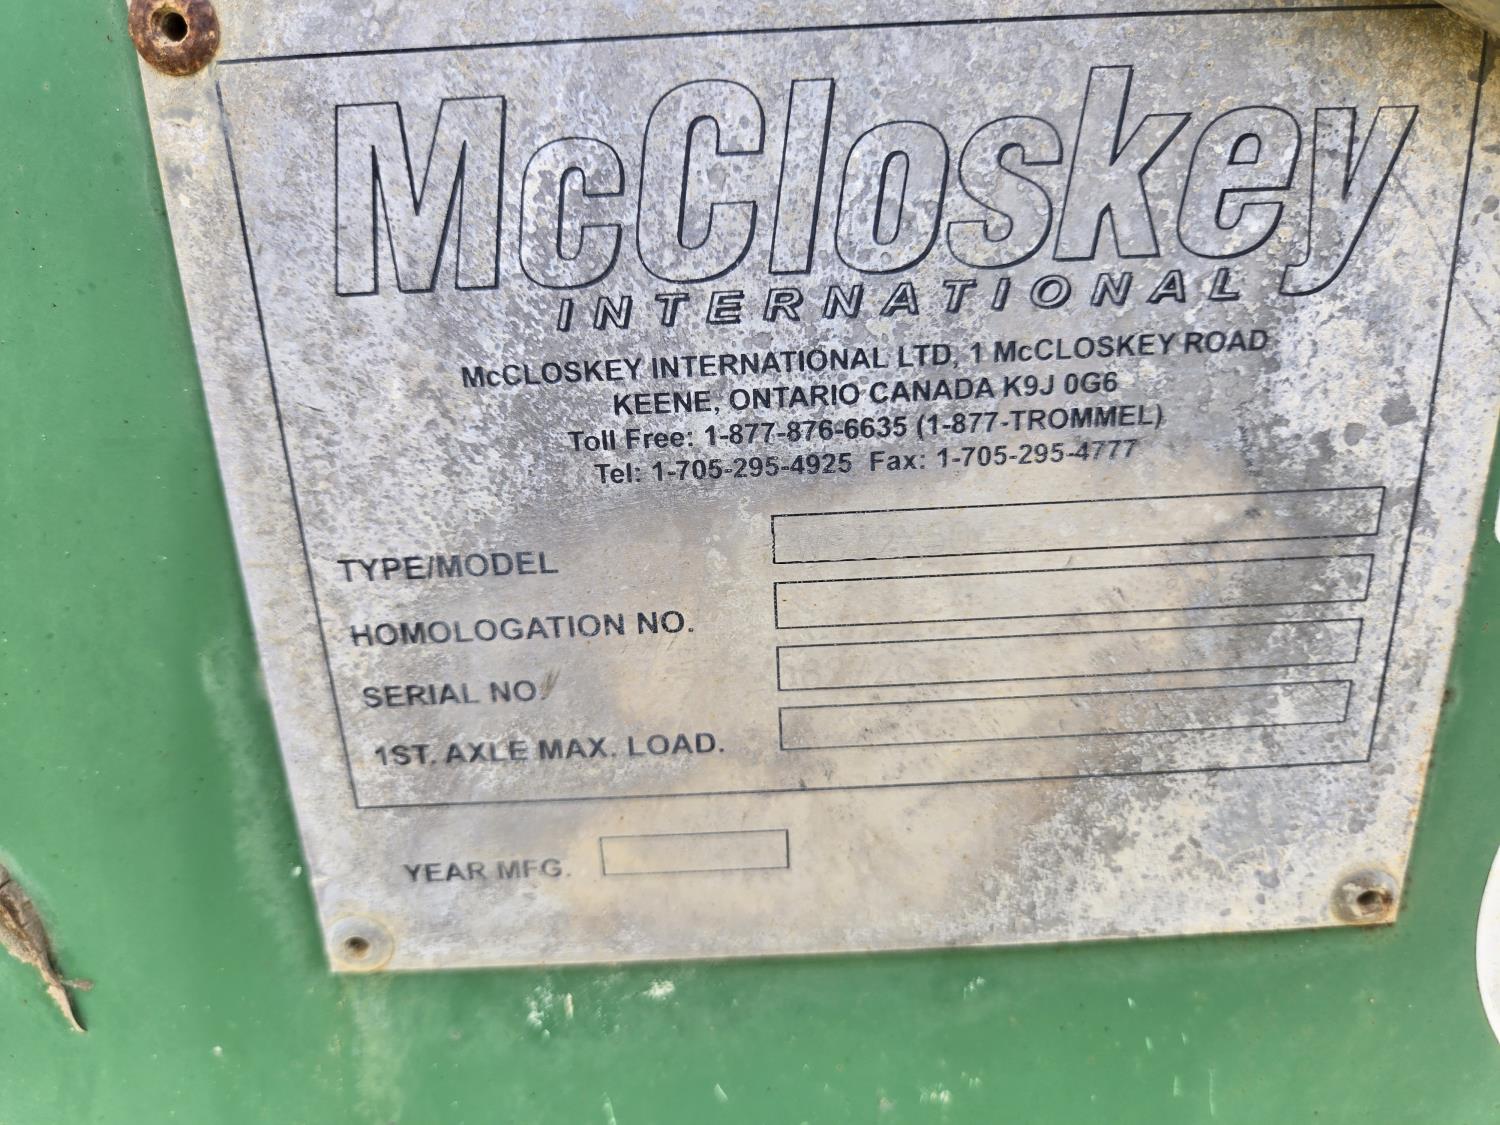 McCloskey
INTERNATIONAL
McCLOSKEY INTERNATIONAL LTD, 1 McCLOSKEY ROAD
KEENE, ONTARIO CANADA K9J 0G6
Toll Free: 1-877-876-6635 (1-877-TROMMEL)
Tel: 1-705-295-4925 Fax: 1-705-295-4777
TYPE/MODEL
HOMOLOGATION NO.
SERIAL NO.
1ST. AXLE MAX. LOAD.
YEAR MFG.